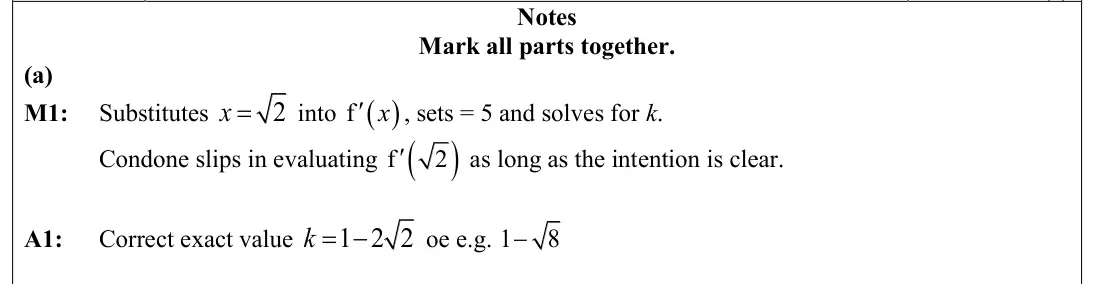 Notes
Mark all parts together.
(a)
M1: Substitutes x = √2 into f′(x), sets = 5 and solves for k.
Condone slips in evaluating f′(√2) as long as the intention is clear.
A1: Correct exact value k = 1 − 2√2 oe e.g. 1 − √8